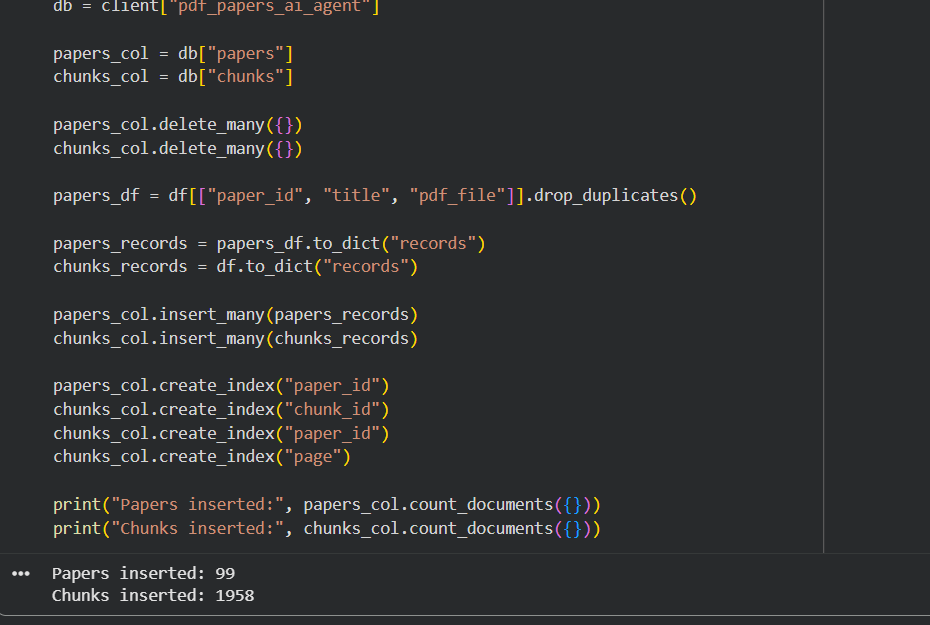 db = client["pdf_papers_ai_agent"]
papers_col = db["papers"]
chunks_col = db["chunks"]
papers_col.delete_many({})
chunks_col.delete_many({})
papers_df = df[["paper_id", "title", "pdf_file"]].drop_duplicates()
papers_records = papers_df.to_dict("records")
chunks_records = df.to_dict("records")
papers_col.insert_many(papers_records)
chunks_col.insert_many(chunks_records)
papers_col.create_index("paper_id")
chunks_col.create_index("chunk_id")
chunks_col.create_index("paper_id")
chunks_col.create_index("page")
print("Papers inserted:", papers_col.count_documents({}))
print("Chunks inserted:", chunks_col.count_documents({}))
Papers inserted: 99
Chunks inserted: 1958